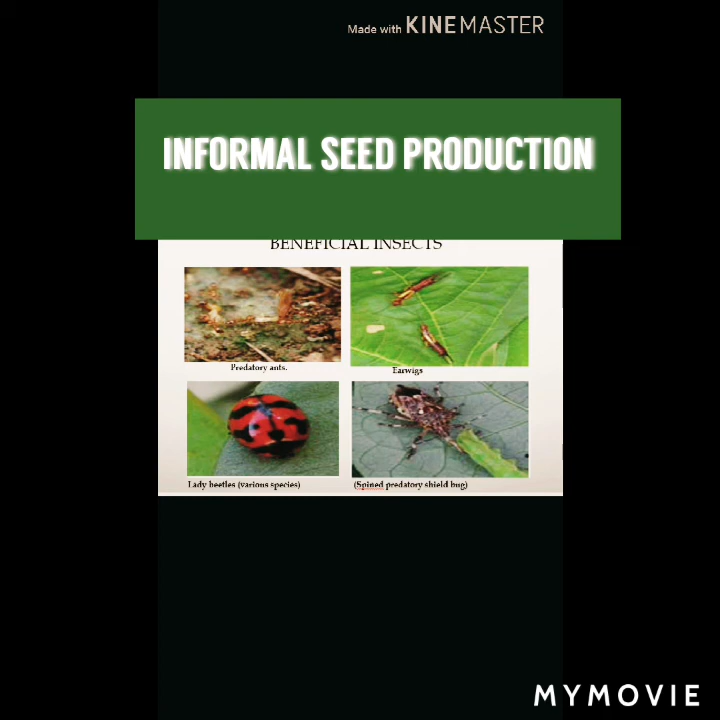 Made with KINEMASTER
INFORMAL SEED PRODUCTION
BENEFICIAL INSECTS
Predatory ants.
Earwigs
Lady beetles (various species)
(Spined predatory shield bug)
MYMOVIE